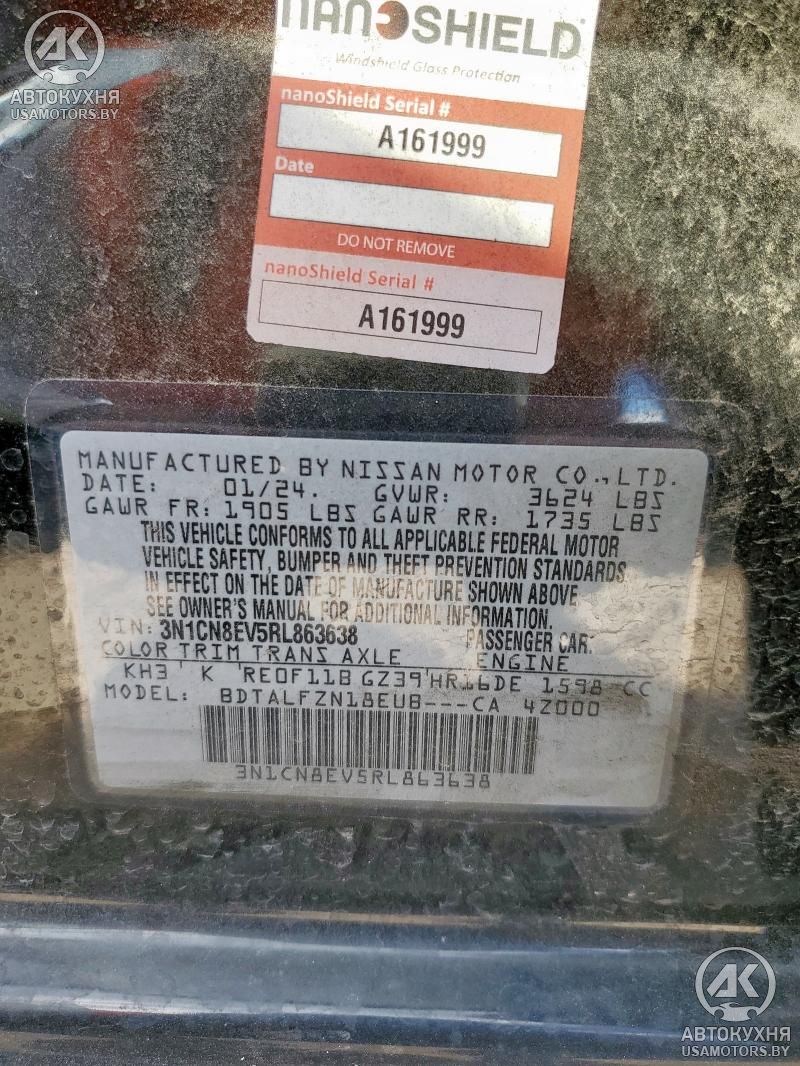 nanoSHIELD
Windshield Glass Protection
nanoShield Serial #
A161999
Date
DO NOT REMOVE
nanoShield Serial #
A161999
AK
АВТОКУХНЯ
USAMOTORS.BY
MANUFACTURED BY NISSAN MOTOR CO., LTD.
DATE: 01/24. GVWR: 3624 LBS
GAWR FR: 1905 LBS GAWR RR: 1735 LBS
THIS VEHICLE CONFORMS TO ALL APPLICABLE FEDERAL MOTOR
VEHICLE SAFETY, BUMPER AND THEFT PREVENTION STANDARDS
IN EFFECT ON THE DATE OF MANUFACTURE SHOWN ABOVE.
SEE OWNER'S MANUAL FOR ADDITIONAL INFORMATION.
VIN: 3N1CN8EV5RL863638 PASSENGER CAR.
COLOR TRIM TRANS AXLE ENGINE
KH3 ' K 'RE0F11B GZ39'HR16DE 1598 CC
MODEL: BDTALFZN18EUB---CA 4Z000
3N1CN8EV5RL863638
AK
АВТОКУХНЯ
USAMOTORS.BY